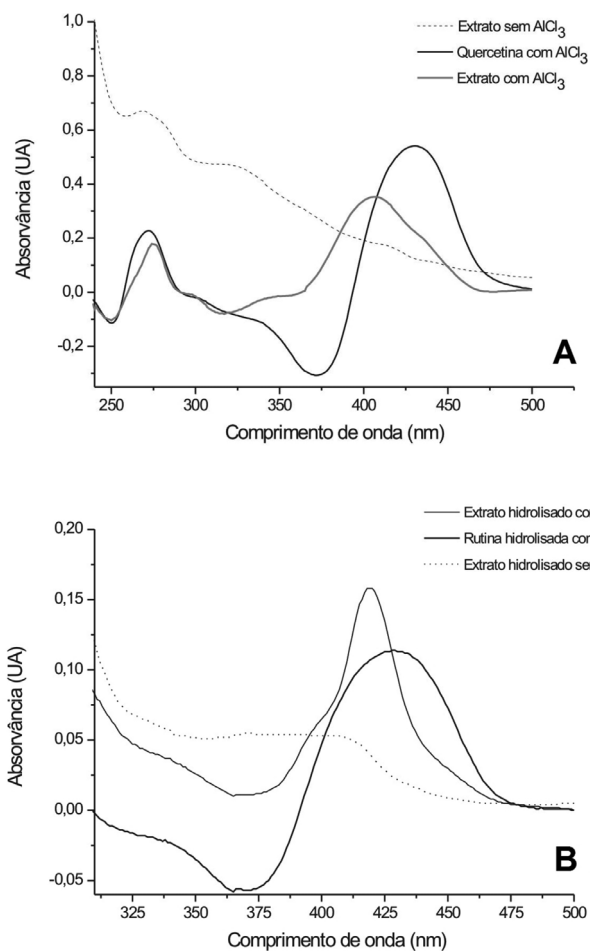 Extrato sem AlCl3
Quercetina com AlCl3
Extrato com AlCl3
1,0
0,8
0,6
0,4
0,2
0,0
-0,2
Absorvância (UA)
250 300 350 400 450 500
Comprimento de onda (nm)
A
Extrato hidrolisado
Rutina hidrolisada
Extrato hidrolisado
0,20
0,15
0,10
0,05
0,00
-0,05
Absorvância (UA)
325 350 375 400 425 450 475 500
Comprimento de onda (nm)
B